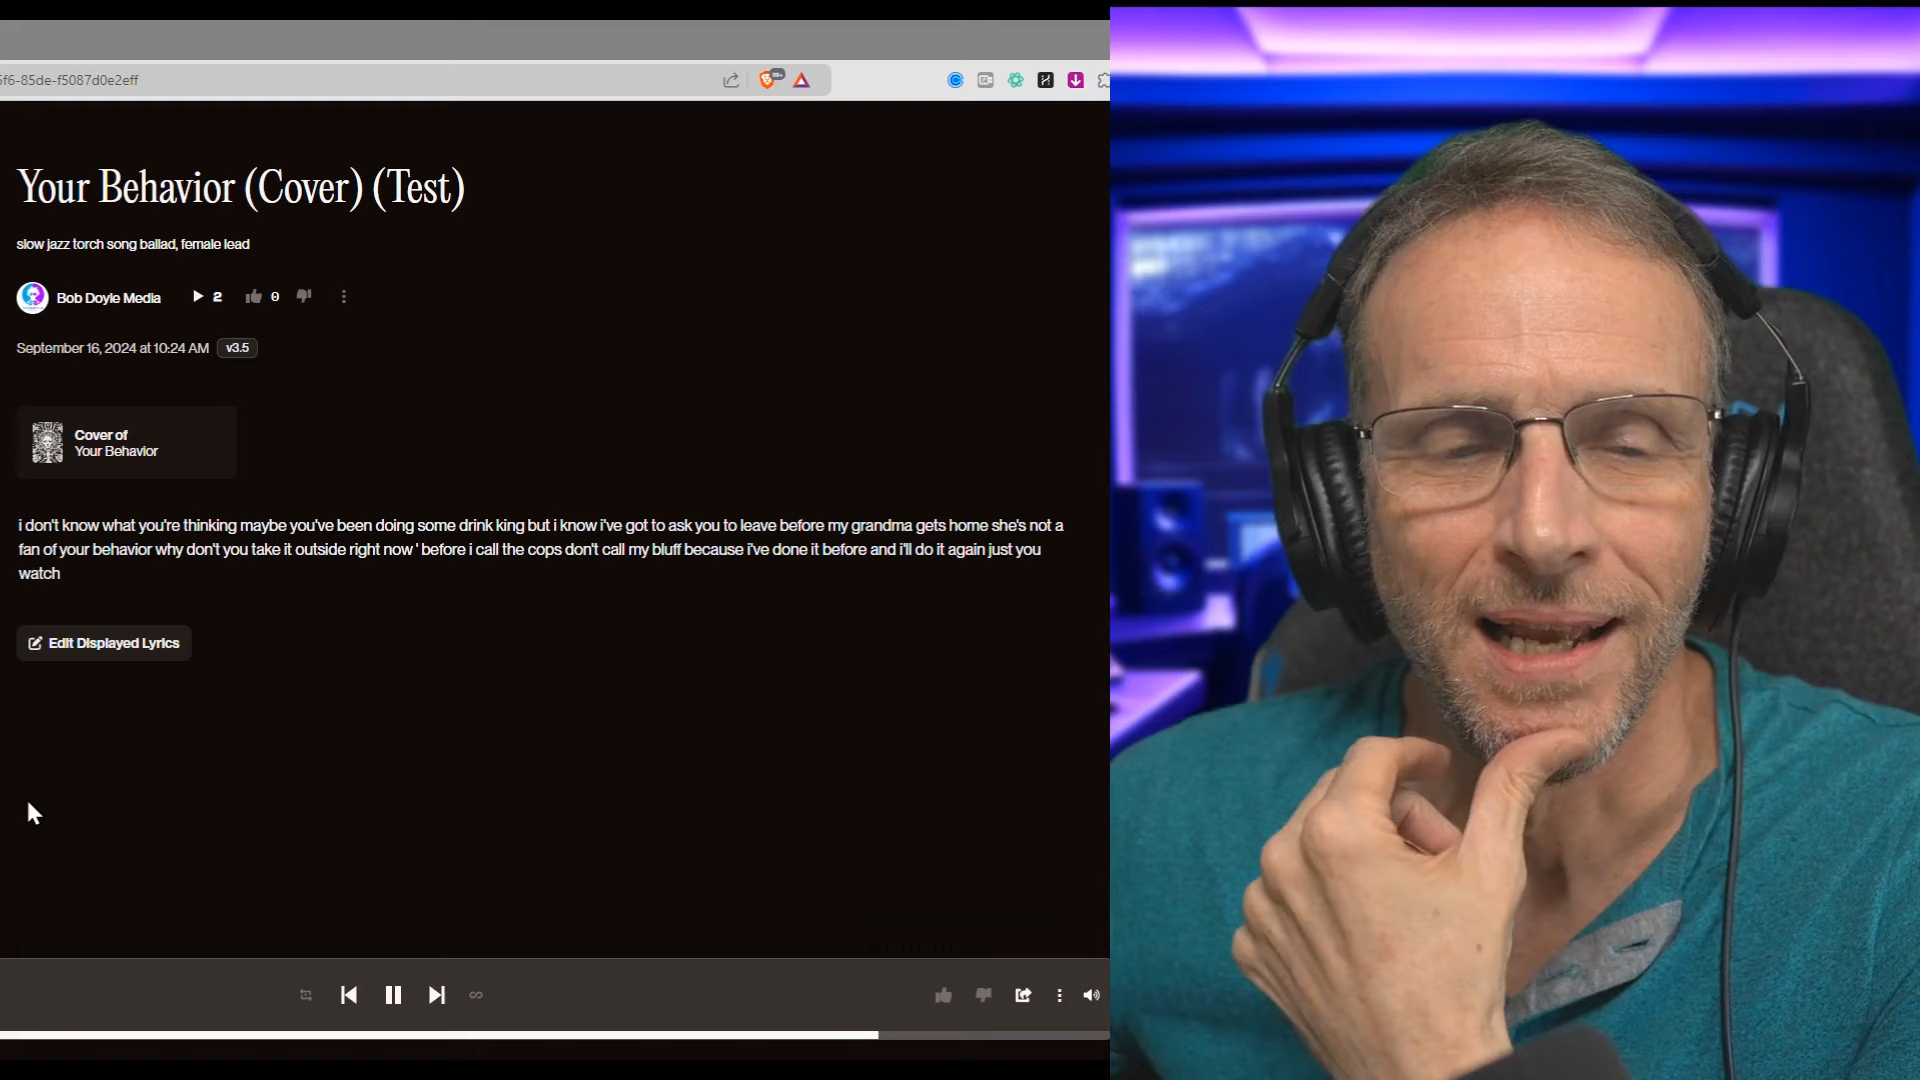 5f6-85de-f5087d0e2eff
99+
Your Behavior (Cover) (Test)
slow jazz torch song ballad, female lead
Bob Doyle Media 2 0
September 16, 2024 at 10:24 AM v3.5
Cover of
Your Behavior
i don't know what you're thinking maybe you've been doing some drink king but i know i've got to ask you to leave before my grandma gets home she's not a
fan of your behavior why don't you take it outside right now ' before i call the cops don't call my bluff because i've done it before and i'll do it again just you
watch
Edit Displayed Lyrics